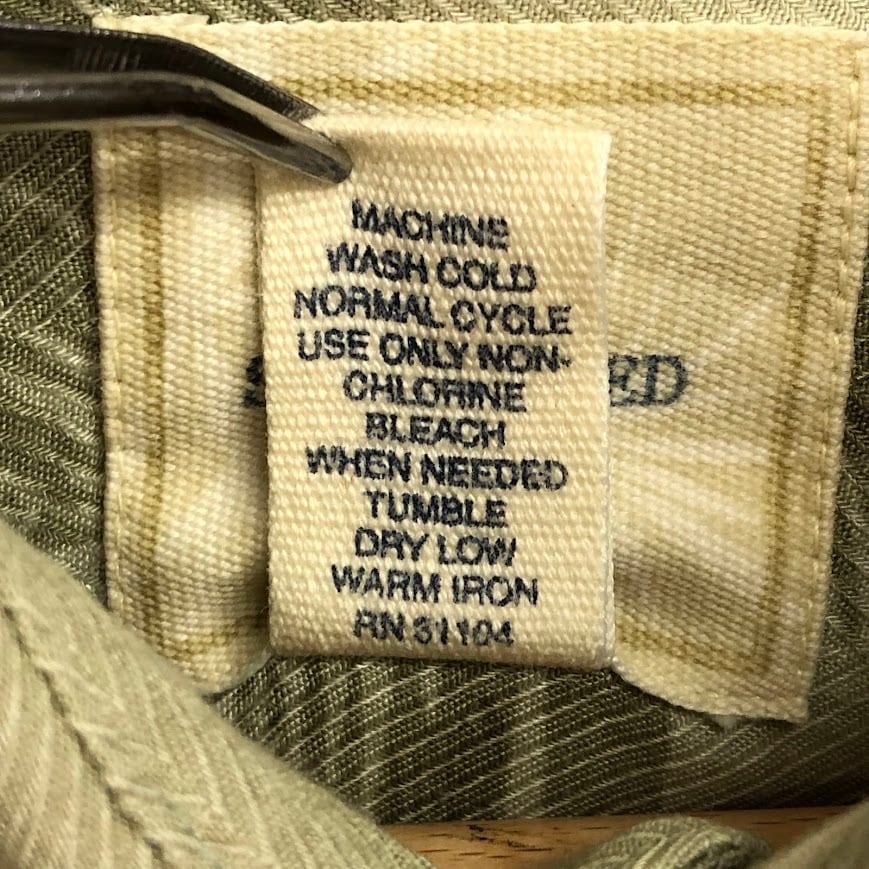 MACHINE
WASH COLD
NORMAL CYCLE
USE ONLY NON-
CHLORINE
BLEACH
WHEN NEEDED
TUMBLE
DRY LOW
WARM IRON
RN 31104